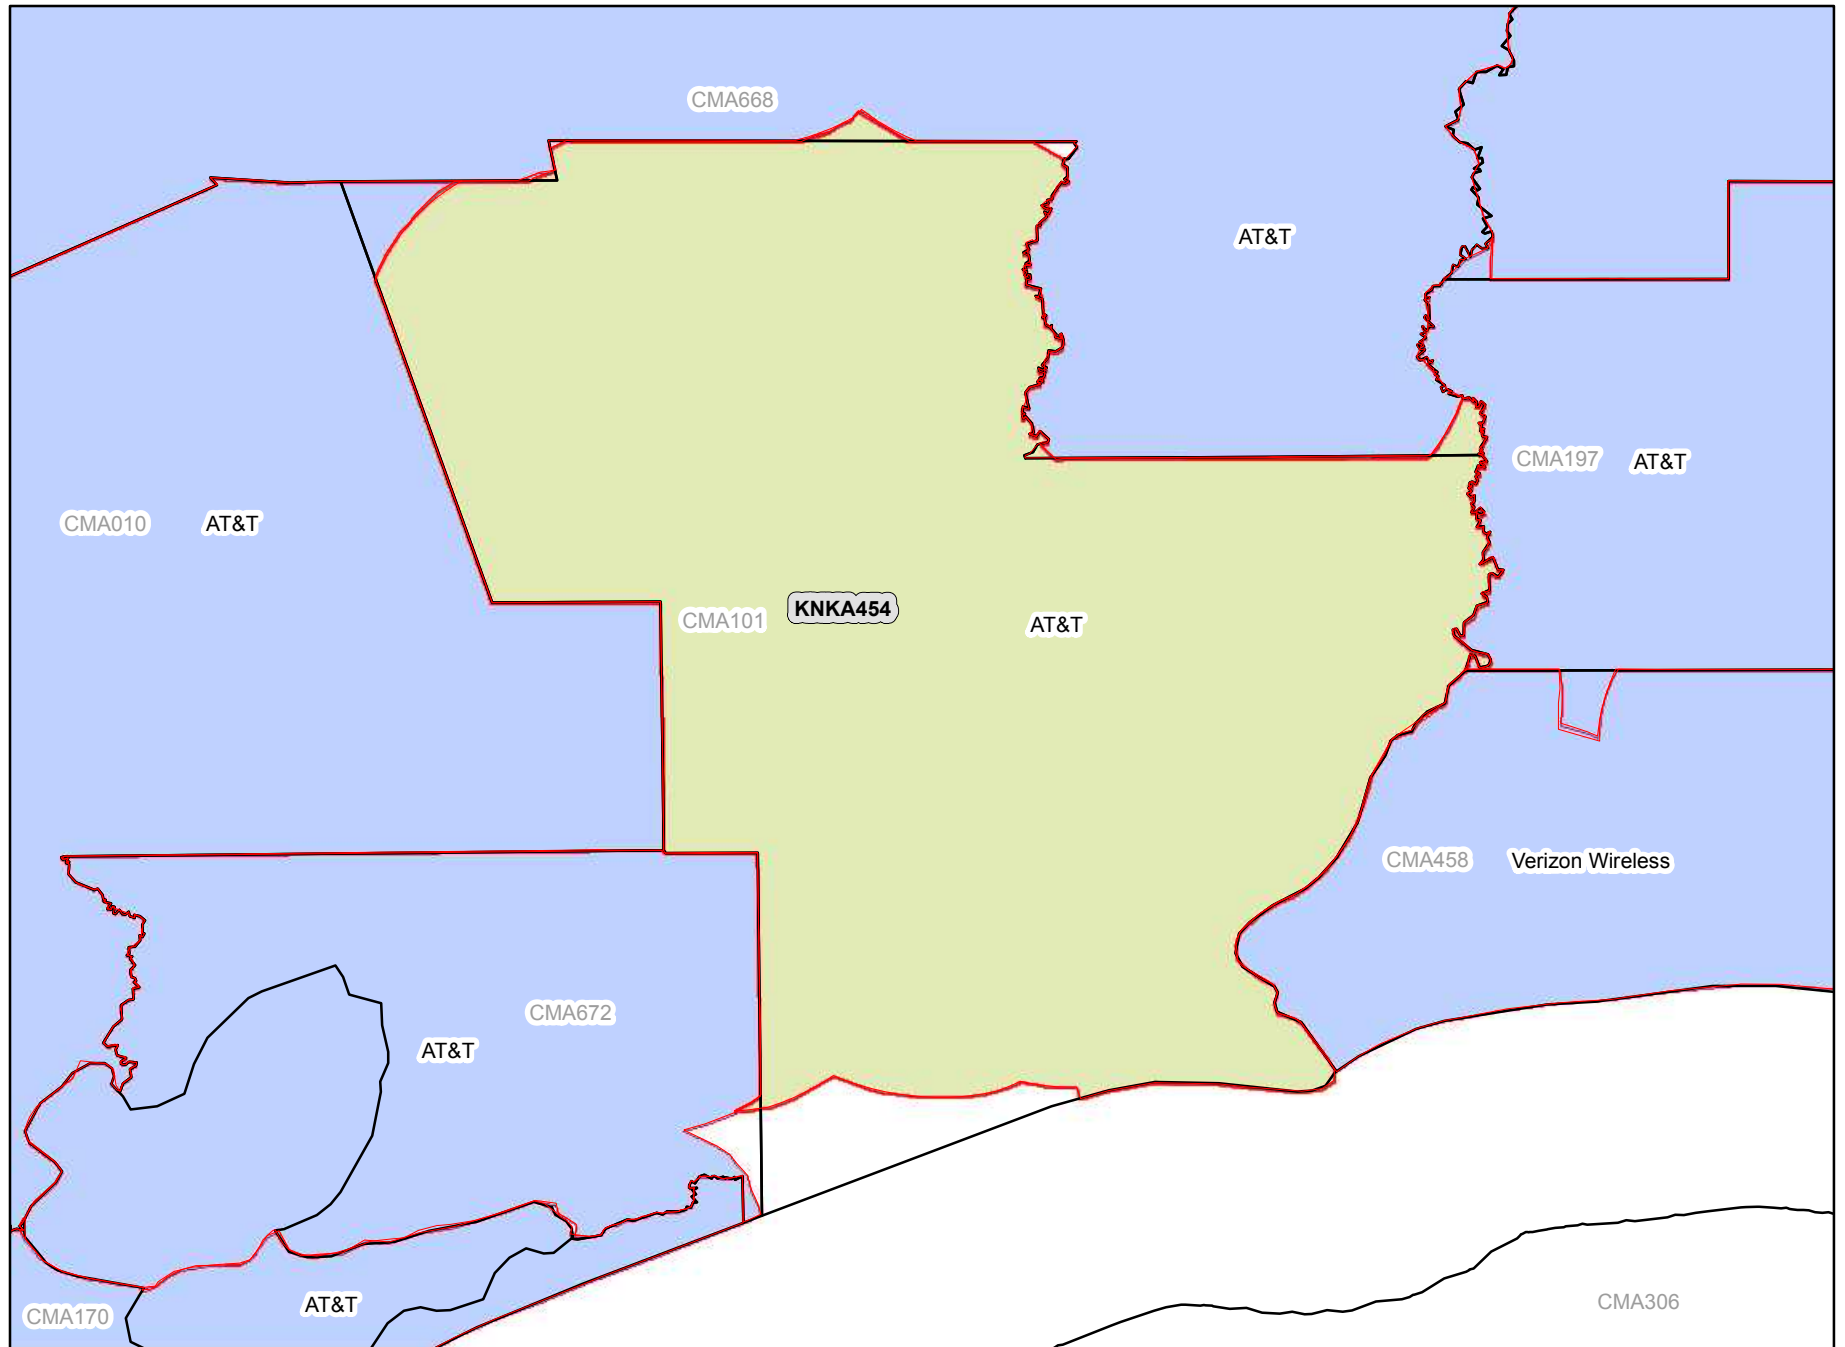 CMA668
AT&T
CMA197 AT&T
CMA010 AT&T
KNKA454
CMA101 AT&T
CMA458 Verizon Wireless
CMA672
AT&T
AT&T
CMA170
CMA306